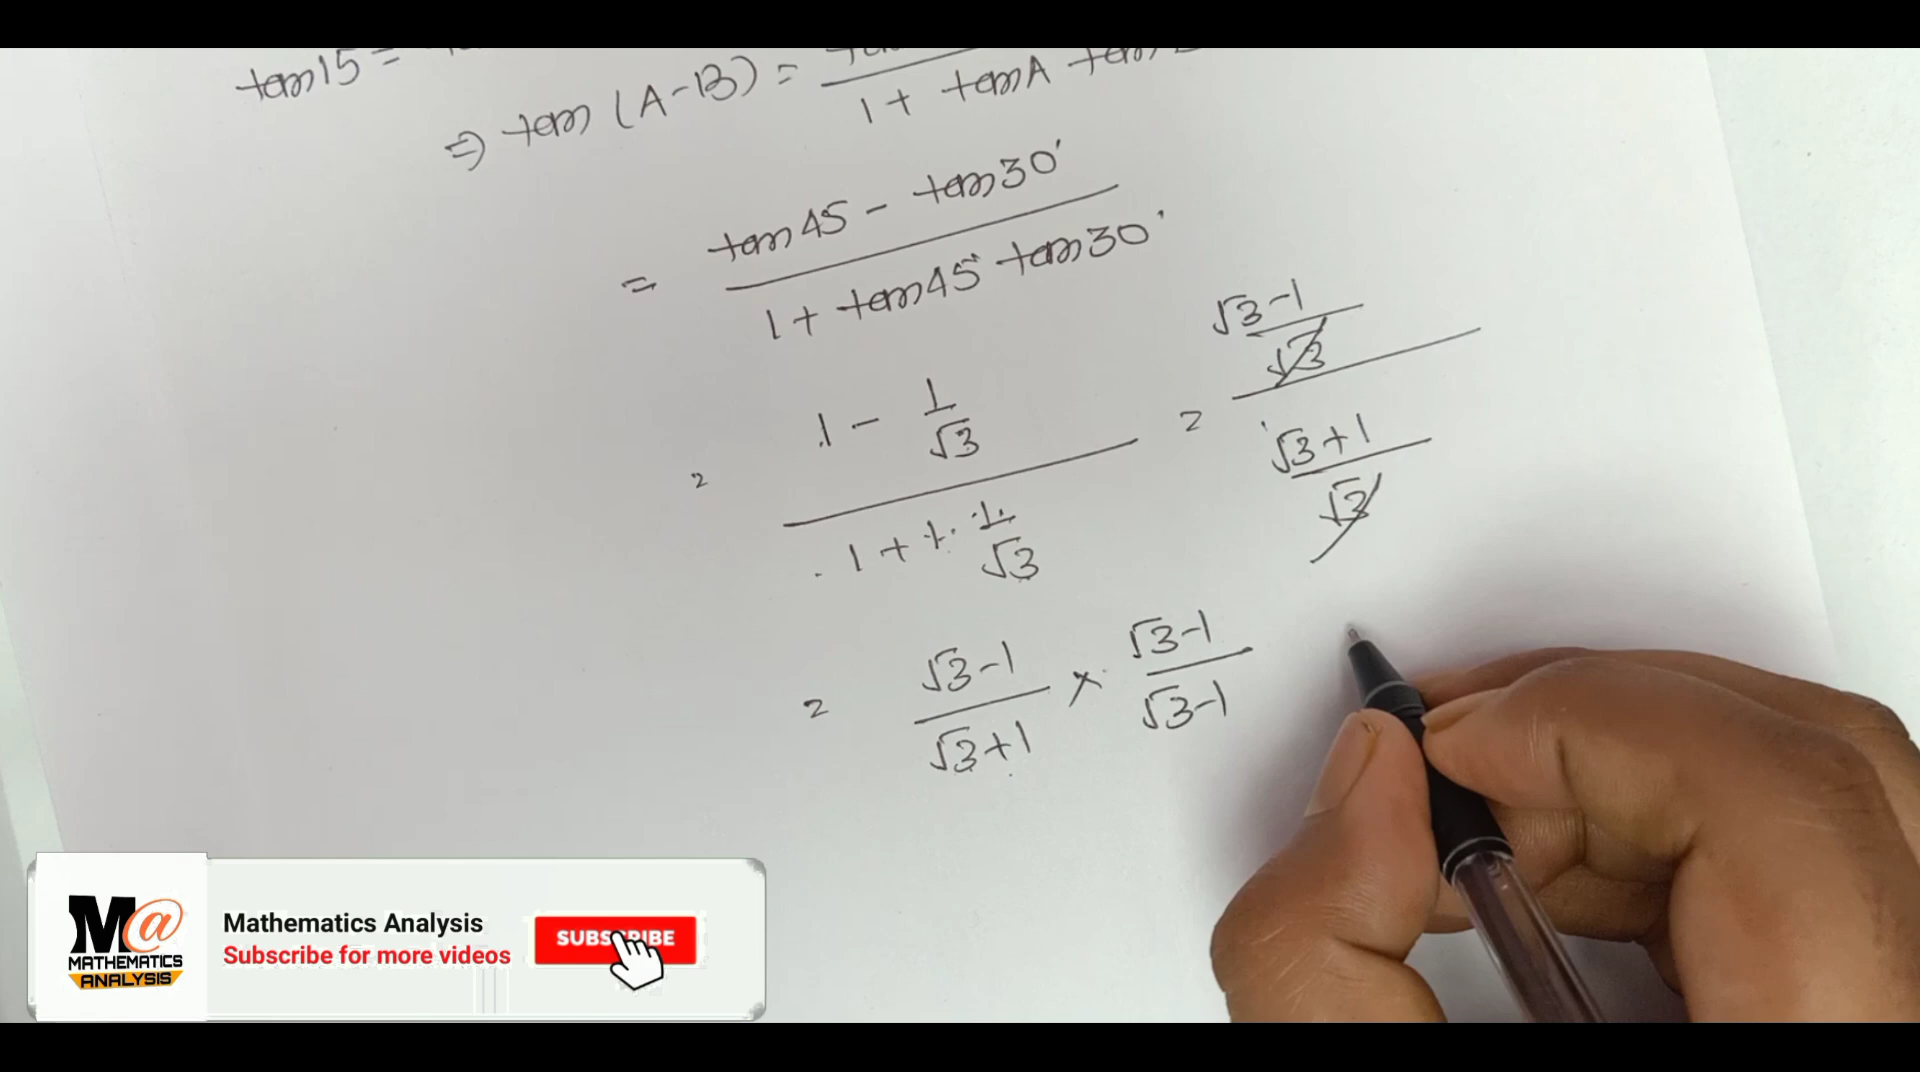 tan15 =
⇒ tan (A-B) =
1 + tanA tan
= tan45 - tan30°
1 + tan45° tan30°
= 1 - 1/√3
1 + 1 . 1/√3
= √3-1
√3
√3+1
√3
= √3-1/√3+1 × √3-1/√3-1
M@
MATHEMATICS
ANALYSIS
Mathematics Analysis
Subscribe for more videos
SUBSCRIBE